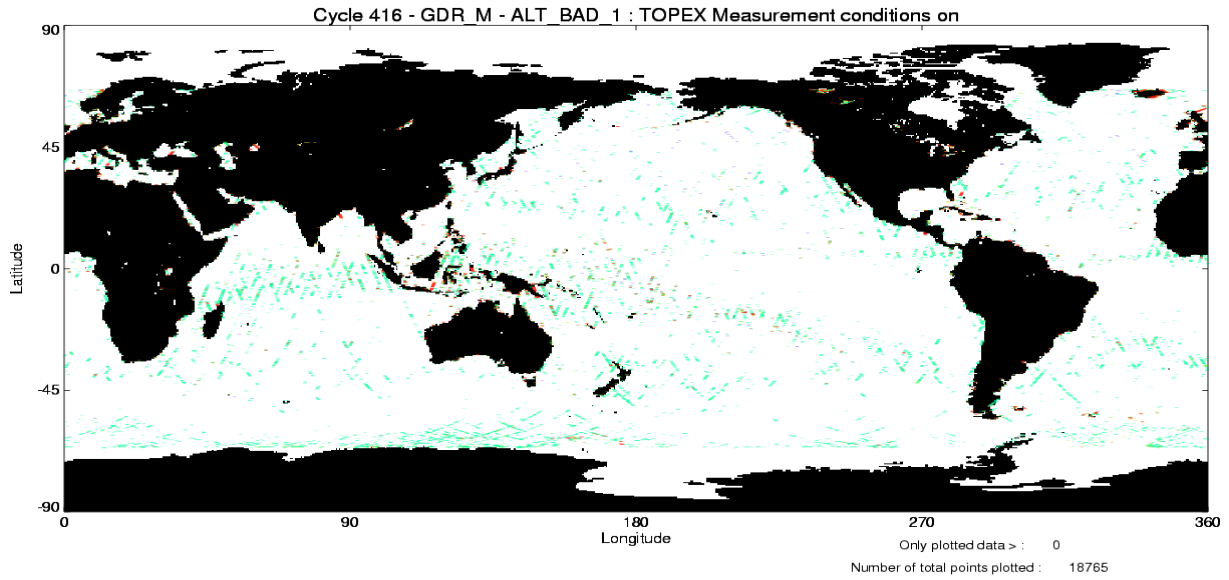 Cycle 416 - GDR_M - ALT_BAD_1 : TOPEX Measurement conditions on
90
45
0
-45
-90
Latitude
0 90 180 270 360
Longitude
Only plotted data > : 0
Number of total points plotted : 18765